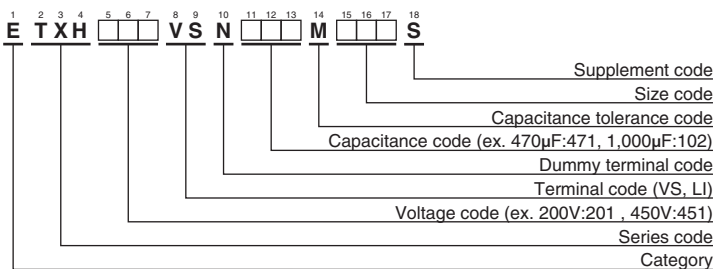 1 2 3 4 5 6 7 8 9 10 11 12 13 14 15 16 17 18
E TXH □□□ VS N □□□ M □□□ S
Supplement code
Size code
Capacitance tolerance code
Capacitance code (ex. 470µF:471, 1,000µF:102)
Dummy terminal code
Terminal code (VS, LI)
Voltage code (ex. 200V:201 , 450V:451)
Series code
Category